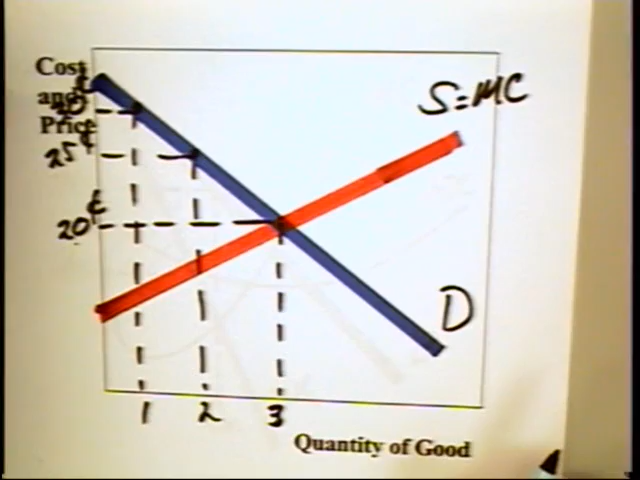 Cost
and
Price
S=MC
25¢
20¢
D
1 2 3
Quantity of Good